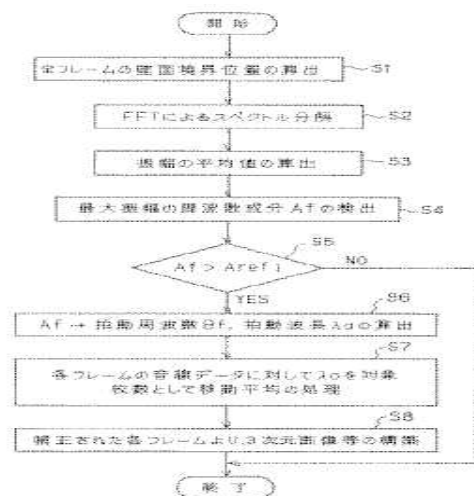 開始
全フレームの壁面境界位置の算出
S1
FFTによるスペクトル分解
S2
振幅の平均値の算出
S3
最大振幅の周波数成分Afの検出
S4
Af > Aref1
S5
NO
YES
Af→拍動周波数Bf, 拍動波長λdの算出
S6
各フレームの音線データに対してλdを対象
枚数として移動平均の処理
S7
補正された各フレームより、3次元画像等の構築
S8
終了